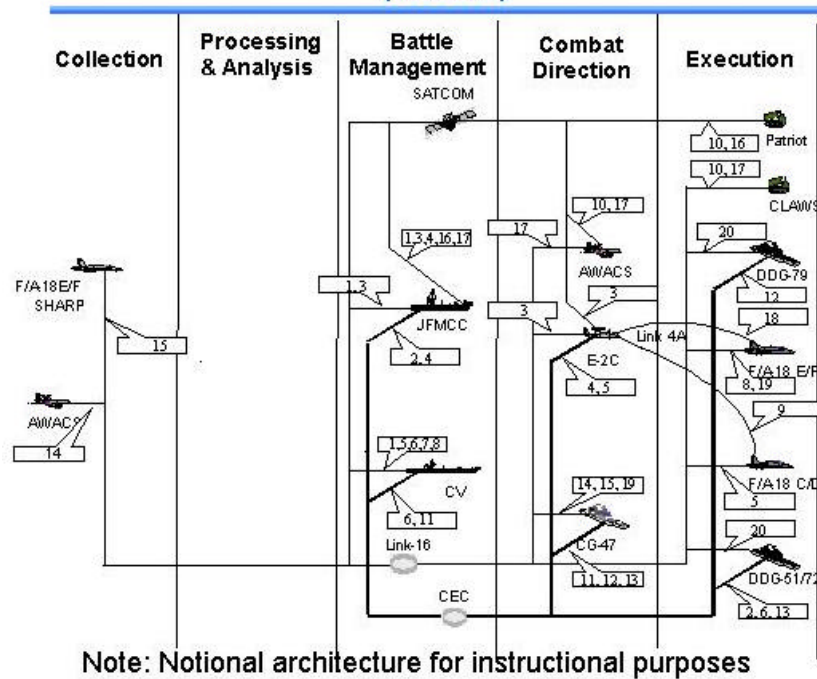 Collection
Processing
& Analysis
Battle
Management
Combat
Direction
Execution
SATCOM
10, 16
Patriot
10, 17
CLAWS
10, 17
1,3,4,16,17
17
20
AWACS
DDG-79
F/A18E/F
SHARP
1, 3
3
3
12
JFMCC
18
Link 4A
15
2, 4
E-2C
F/A18 E/F
4, 5
8, 19
AWACS
9
14
1,5,6,7,8
14, 15, 19
F/A18 C/D
CV
5
6, 11
20
Link-16
CG-47
11, 12, 13
DDG-51/72
CEC
2, 6, 13
Note: Notional architecture for instructional purposes